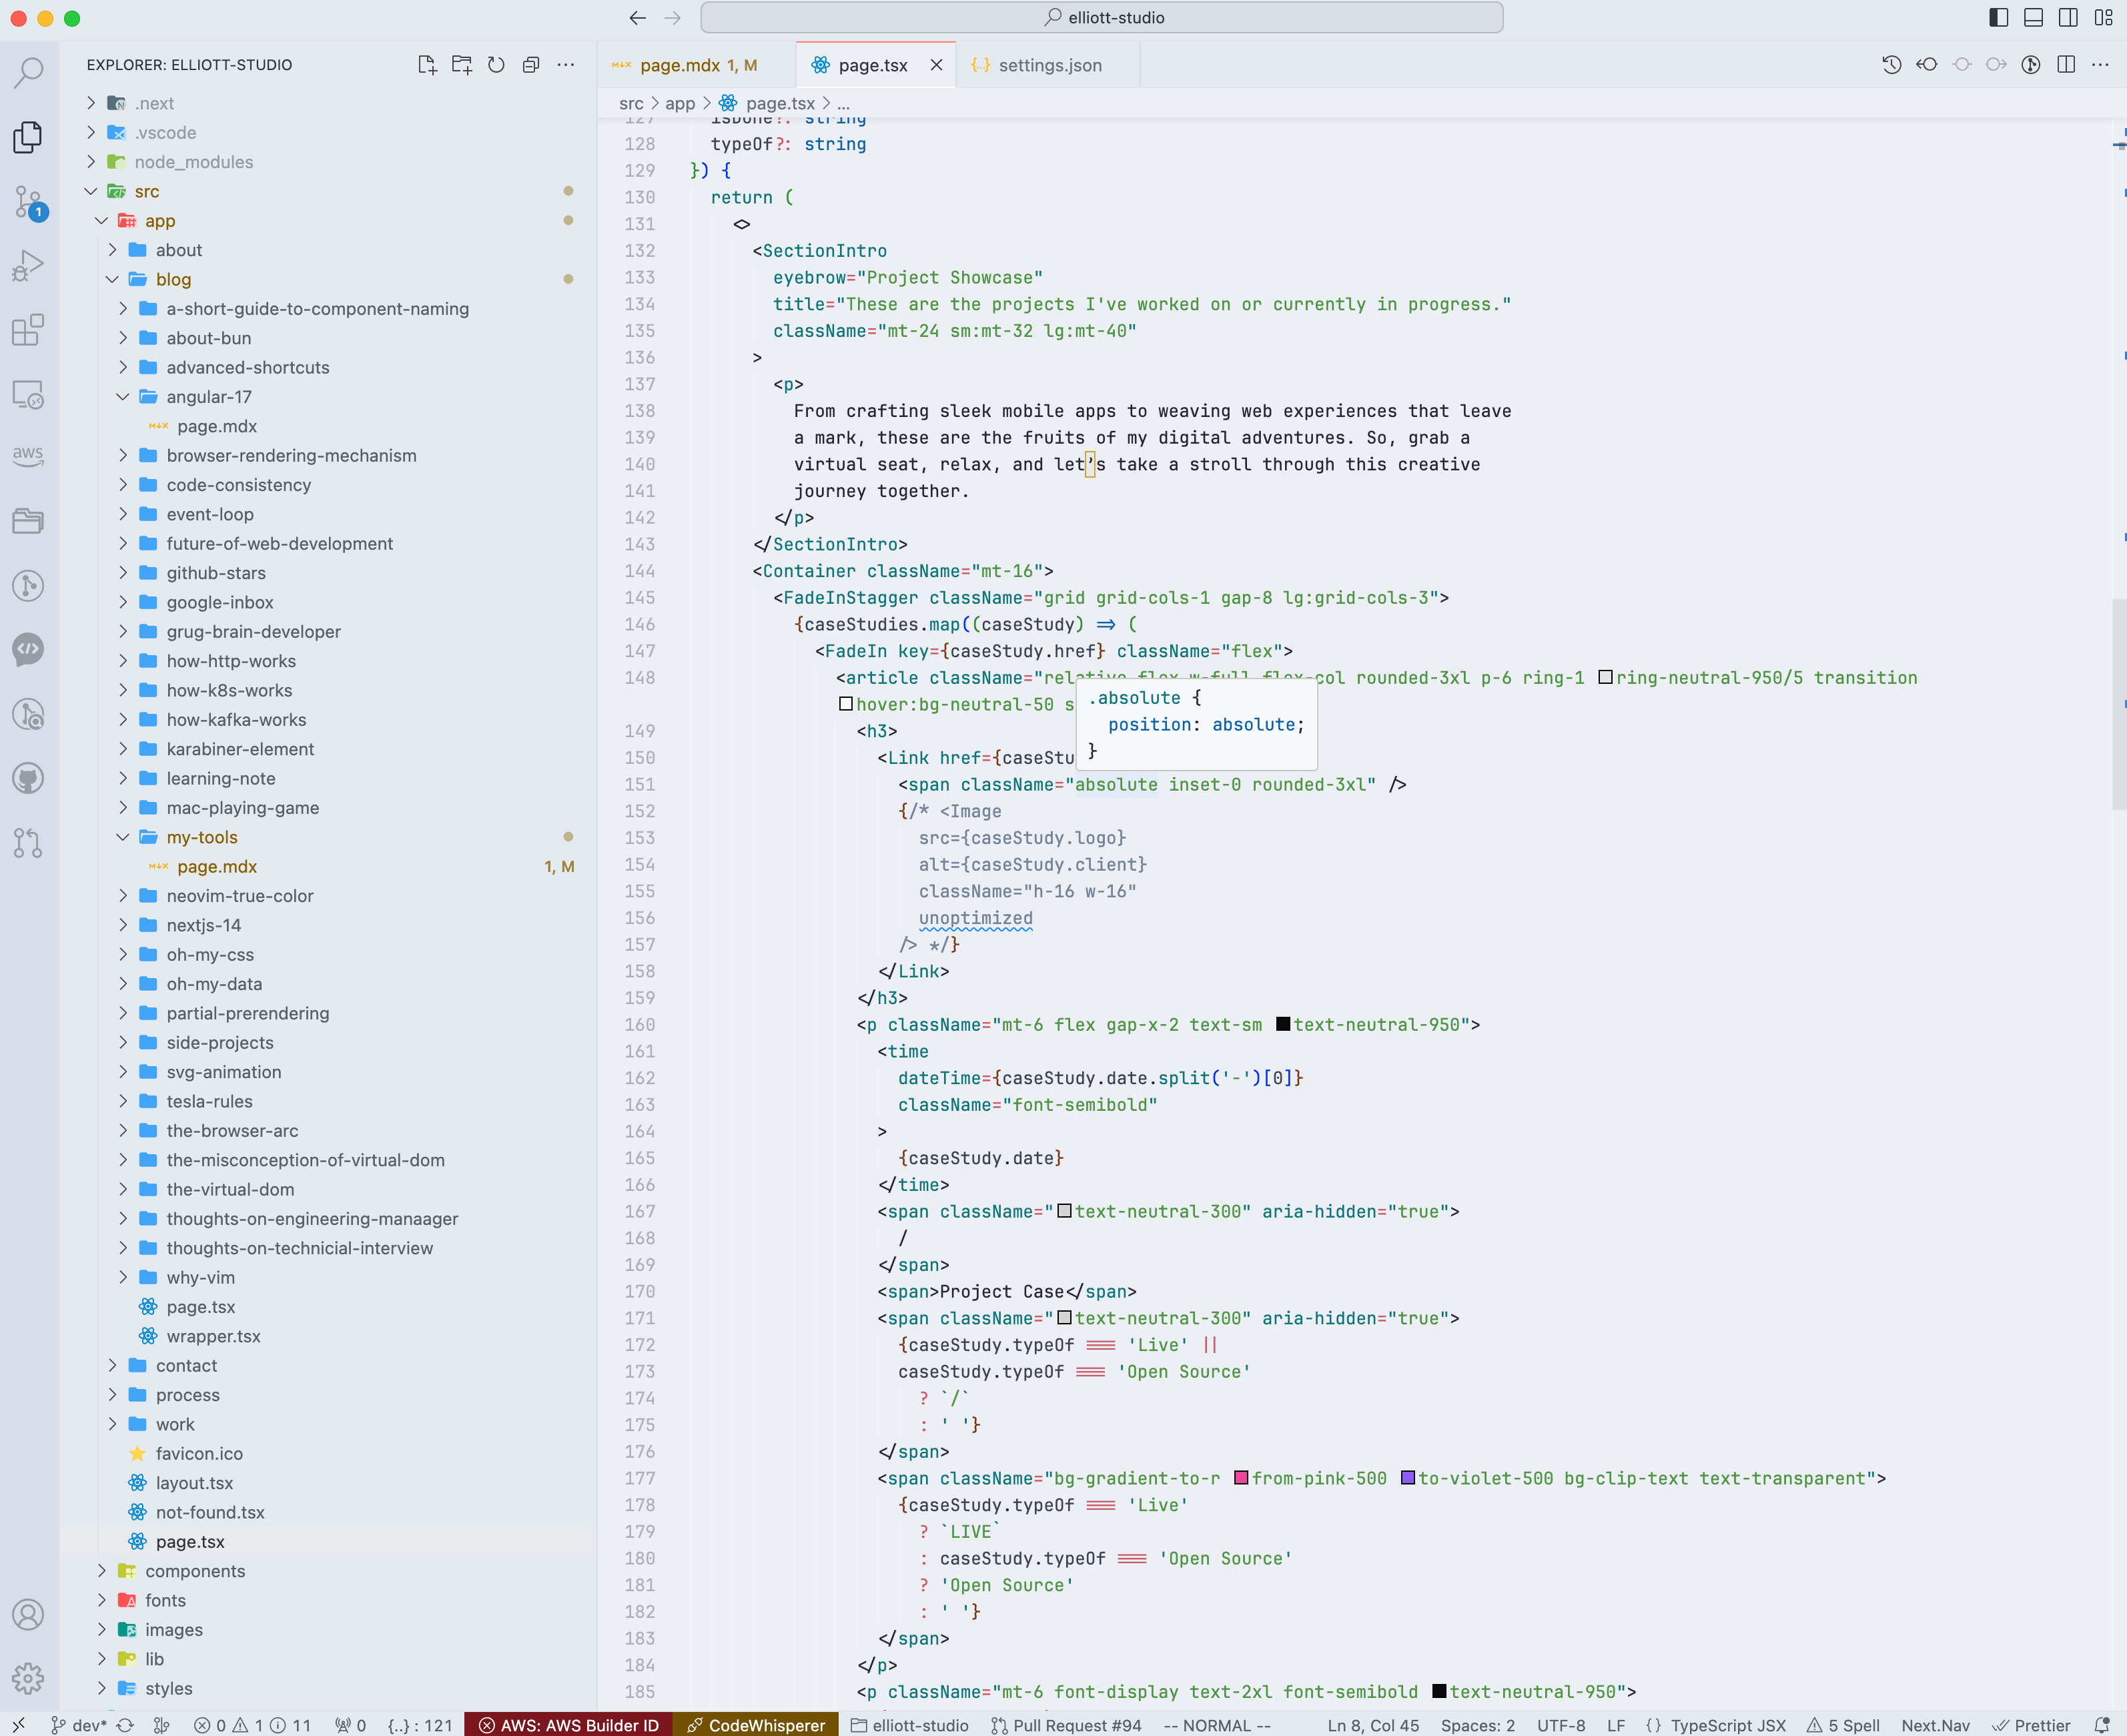 elliott-studio
EXPLORER: ELLIOTT-STUDIO
.next
.vscode
node_modules
src
app
about
blog
a-short-guide-to-component-naming
about-bun
advanced-shortcuts
angular-17
page.mdx
browser-rendering-mechanism
code-consistency
event-loop
future-of-web-development
github-stars
google-inbox
grug-brain-developer
how-http-works
how-k8s-works
how-kafka-works
karabiner-element
learning-note
mac-playing-game
my-tools
page.mdx 1, M
neovim-true-color
nextjs-14
oh-my-css
oh-my-data
partial-prerendering
side-projects
svg-animation
tesla-rules
the-browser-arc
the-misconception-of-virtual-dom
the-virtual-dom
thoughts-on-engineering-manaager
thoughts-on-technicial-interview
why-vim
page.tsx
wrapper.tsx
contact
process
work
favicon.ico
layout.tsx
not-found.tsx
page.tsx
components
fonts
images
lib
styles
1
aws
page.mdx 1, M page.tsx settings.json
src > app > page.tsx > ...
127 isDone?: string
128 typeOf?: string
129 }) {
130 return (
131 <>
132 <SectionIntro
133 eyebrow="Project Showcase"
134 title="These are the projects I've worked on or currently in progress."
135 className="mt-24 sm:mt-32 lg:mt-40"
136 >
137 <p>
138 From crafting sleek mobile apps to weaving web experiences that leave
139 a mark, these are the fruits of my digital adventures. So, grab a
140 virtual seat, relax, and let’s take a stroll through this creative
141 journey together.
142 </p>
143 </SectionIntro>
144 <Container className="mt-16">
145 <FadeInStagger className="grid grid-cols-1 gap-8 lg:grid-cols-3">
146 {caseStudies.map((caseStudy) => (
147 <FadeIn key={caseStudy.href} className="flex">
148 <article className="relative flex w-full flex-col rounded-3xl p-6 ring-1 ring-neutral-950/5 transition
hover:bg-neutral-50 s
.absolute {
position: absolute;
}
149 <h3>
150 <Link href={caseStu
151 <span className="absolute inset-0 rounded-3xl" />
152 {/* <Image
153 src={caseStudy.logo}
154 alt={caseStudy.client}
155 className="h-16 w-16"
156 unoptimized
157 /> */}
158 </Link>
159 </h3>
160 <p className="mt-6 flex gap-x-2 text-sm text-neutral-950">
161 <time
162 dateTime={caseStudy.date.split('-')[0]}
163 className="font-semibold"
164 >
165 {caseStudy.date}
166 </time>
167 <span className="text-neutral-300" aria-hidden="true">
168 /
169 </span>
170 <span>Project Case</span>
171 <span className="text-neutral-300" aria-hidden="true">
172 {caseStudy.typeOf === 'Live' ||
173 caseStudy.typeOf === 'Open Source'
174 ? `/`
175 : ' '}
176 </span>
177 <span className="bg-gradient-to-r from-pink-500 to-violet-500 bg-clip-text text-transparent">
178 {caseStudy.typeOf === 'Live'
179 ? `LIVE`
180 : caseStudy.typeOf === 'Open Source'
181 ? 'Open Source'
182 : ' '}
183 </span>
184 </p>
185 <p className="mt-6 font-display text-2xl font-semibold text-neutral-950">
dev* 0 1 11 0 {..} : 121 AWS: AWS Builder ID CodeWhisperer elliott-studio Pull Request #94 -- NORMAL -- Ln 8, Col 45 Spaces: 2 UTF-8 LF {} TypeScript JSX 5 Spell Next.Nav Prettier